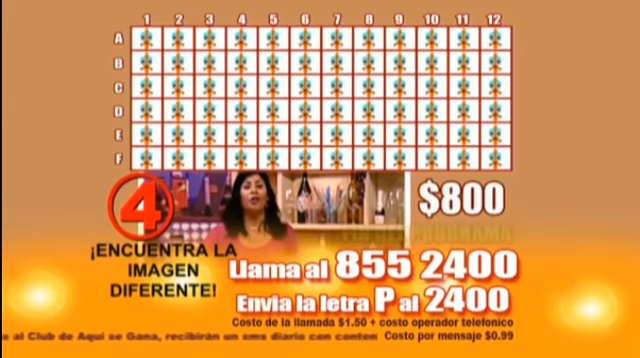 1 2 3 4 5 6 7 8 9 10 11 12
A
B
C
D
E
F
4
$800
¡ENCUENTRA LA
IMAGEN
DIFERENTE!
Llama al 855 2400
Envia la letra P al 2400
Costo de la llamada $1.50 + costo operador telefonico
e al Club de Aqui se Gana, recibirán un sms diario con conten
Costo por mensaje $0.99